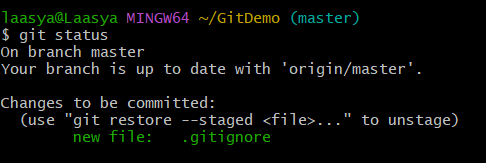 laasya@Laasya MINGW64 ~/GitDemo (master)
$ git status
On branch master
Your branch is up to date with 'origin/master'.

Changes to be committed:
  (use "git restore --staged <file>..." to unstage)
        new file:   .gitignore